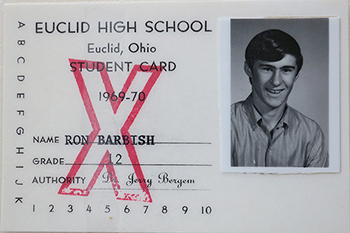 EUCLID HIGH SCHOOL
Euclid, Ohio
STUDENT CARD
1969-70
NAME RON BARBISH
GRADE 12
AUTHORITY Dr. Jerry Bergem
A B C D E F G H I J K
1 2 3 4 5 6 7 8 9 10
X